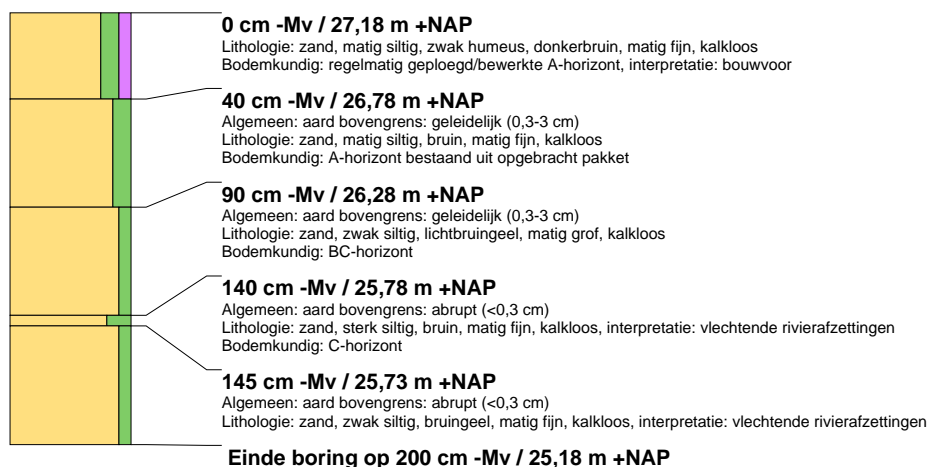 0 cm -Mv / 27,18 m +NAP
Lithologie: zand, matig siltig, zwak humeus, donkerbruin, matig fijn, kalkloos
Bodemkundig: regelmatig geploegd/bewerkte A-horizont, interpretatie: bouwvoor
40 cm -Mv / 26,78 m +NAP
Algemeen: aard bovengrens: geleidelijk (0,3-3 cm)
Lithologie: zand, matig siltig, bruin, matig fijn, kalkloos
Bodemkundig: A-horizont bestaand uit opgebracht pakket
90 cm -Mv / 26,28 m +NAP
Algemeen: aard bovengrens: geleidelijk (0,3-3 cm)
Lithologie: zand, zwak siltig, lichtbruingeel, matig grof, kalkloos
Bodemkundig: BC-horizont
140 cm -Mv / 25,78 m +NAP
Algemeen: aard bovengrens: abrupt (<0,3 cm)
Lithologie: zand, sterk siltig, bruin, matig fijn, kalkloos, interpretatie: vlechtende rivierafzettingen
Bodemkundig: C-horizont
145 cm -Mv / 25,73 m +NAP
Algemeen: aard bovengrens: abrupt (<0,3 cm)
Lithologie: zand, zwak siltig, bruingeel, matig fijn, kalkloos, interpretatie: vlechtende rivierafzettingen
Einde boring op 200 cm -Mv / 25,18 m +NAP